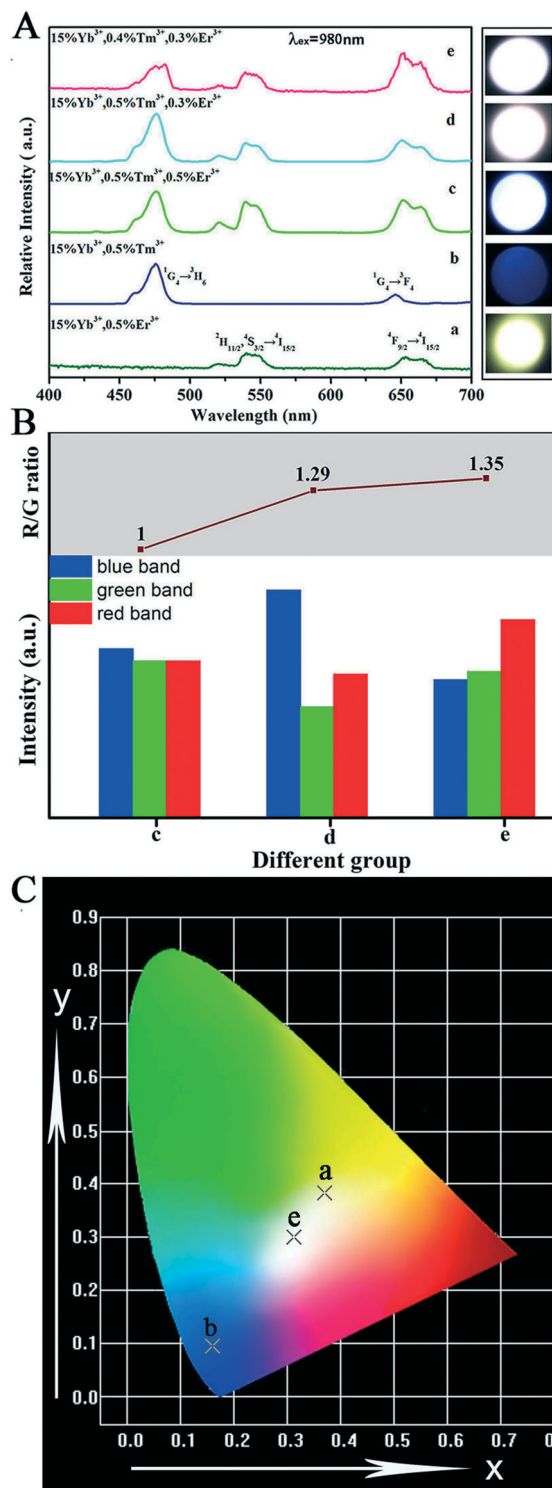 A
15%Yb³⁺,0.4%Tm³⁺,0.3%Er³⁺
λex=980nm
e
15%Yb³⁺,0.5%Tm³⁺,0.3%Er³⁺
d
15%Yb³⁺,0.5%Tm³⁺,0.5%Er³⁺
c
15%Yb³⁺,0.5%Tm³⁺
b
¹G₄→³H₆
¹G₄→³F₄
15%Yb³⁺,0.5%Er³⁺
a
²H₁₁/₂,⁴S₃/₂→⁴I₁₅/₂
⁴F₉/₂→⁴I₁₅/₂
Relative Intensity ( a.u.)
400 450 500 550 600 650 700
Wavelength (nm)
B
R/G ratio
1
1.29
1.35
blue band
green band
red band
Intensity (a.u.)
c d e
Different group
C
y
0.9
0.8
0.7
0.6
0.5
0.4
0.3
0.2
0.1
0.0
a
e
b
0.0 0.1 0.2 0.3 0.4 0.5 0.6 0.7 0.8
x